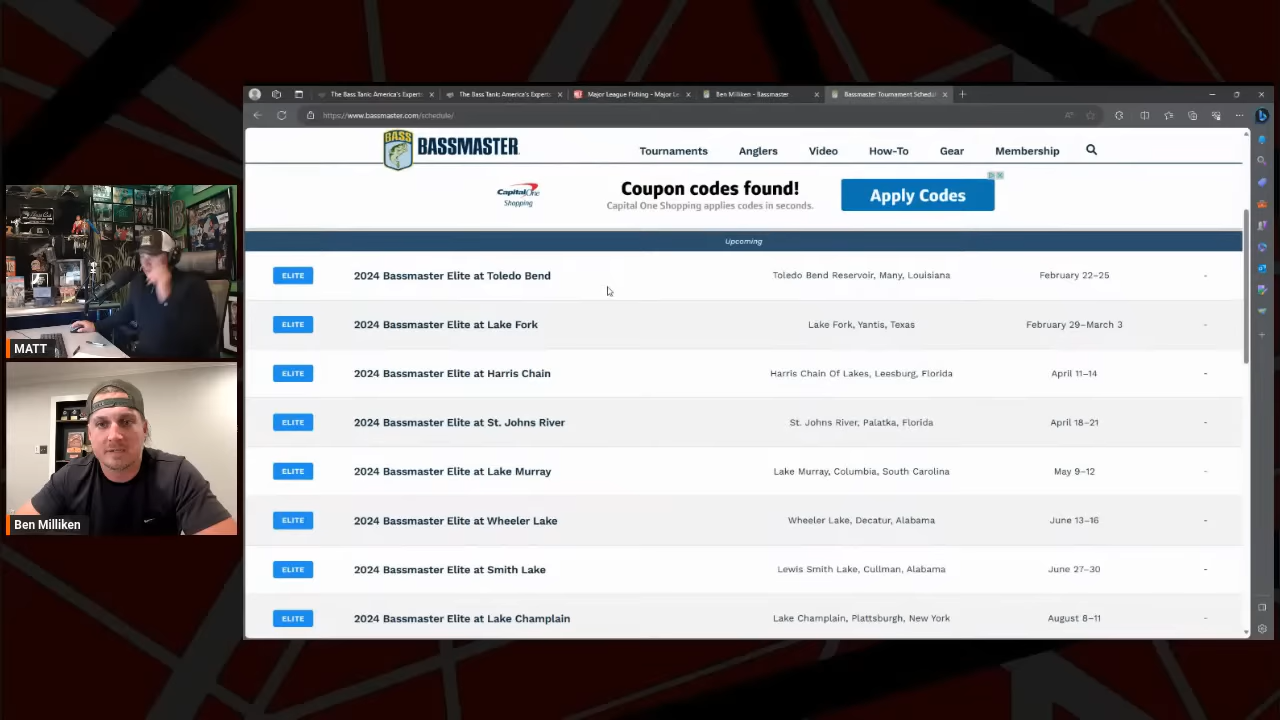 The Bass Tank: America's Expert
The Bass Tank: America's Expert
Major League Fishing - Major Le
Ben Milliken - Bassmaster
Bassmaster Tournament Schedul
https://www.bassmaster.com/schedule/
BASS
BASSMASTER
Tournaments
Anglers
Video
How-To
Gear
Membership
Capital One
Shopping
Coupon codes found!
Capital One Shopping applies codes in seconds.
Apply Codes
Upcoming
ELITE 2024 Bassmaster Elite at Toledo Bend Toledo Bend Reservoir, Many, Louisiana February 22–25 -
ELITE 2024 Bassmaster Elite at Lake Fork Lake Fork, Yantis, Texas February 29–March 3 -
ELITE 2024 Bassmaster Elite at Harris Chain Harris Chain Of Lakes, Leesburg, Florida April 11–14 -
ELITE 2024 Bassmaster Elite at St. Johns River St. Johns River, Palatka, Florida April 18–21 -
ELITE 2024 Bassmaster Elite at Lake Murray Lake Murray, Columbia, South Carolina May 9–12 -
ELITE 2024 Bassmaster Elite at Wheeler Lake Wheeler Lake, Decatur, Alabama June 13–16 -
ELITE 2024 Bassmaster Elite at Smith Lake Lewis Smith Lake, Cullman, Alabama June 27–30 -
ELITE 2024 Bassmaster Elite at Lake Champlain Lake Champlain, Plattsburgh, New York August 8–11 -
MATT
Ben Milliken